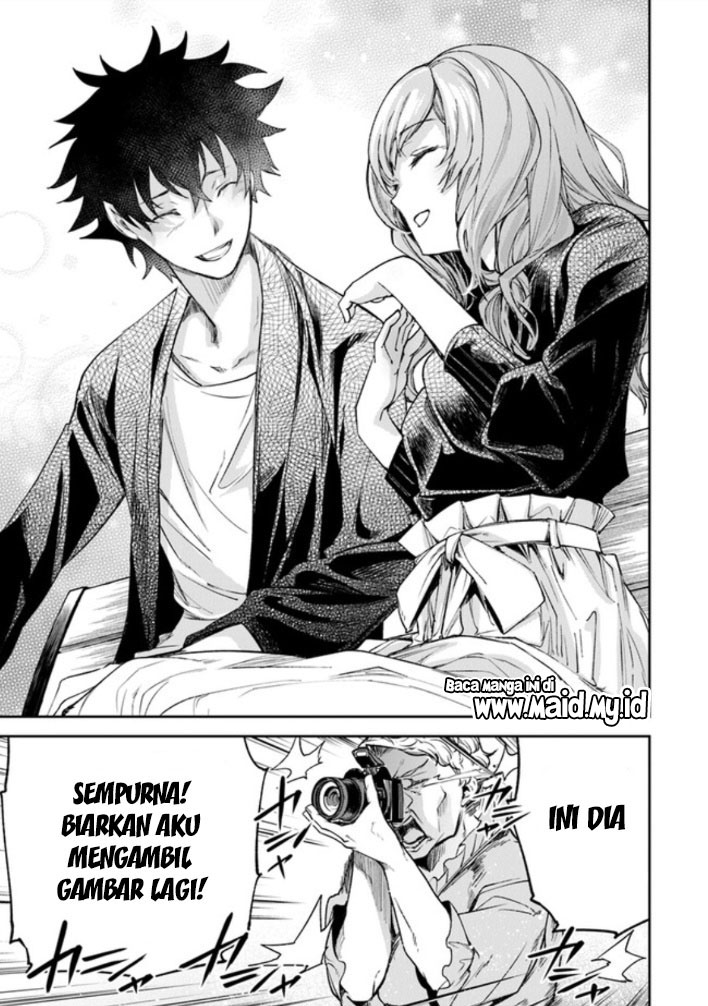 Baca Manga ini di
www.Maid.My.id
INI DIA
SEMPURNA!
BIARKAN AKU
MENGAMBIL
GAMBAR LAGI!